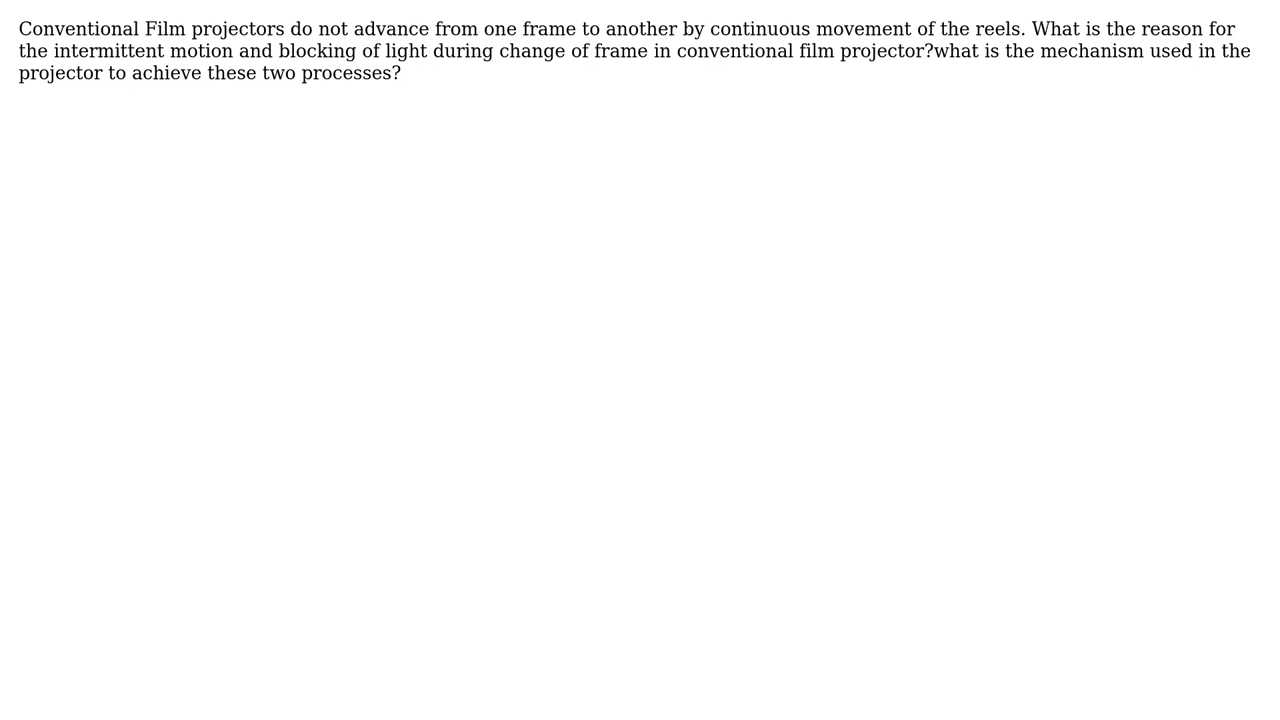 Conventional Film projectors do not advance from one frame to another by continuous movement of the reels. What is the reason for
the intermittent motion and blocking of light during change of frame in conventional film projector?what is the mechanism used in the
projector to achieve these two processes?